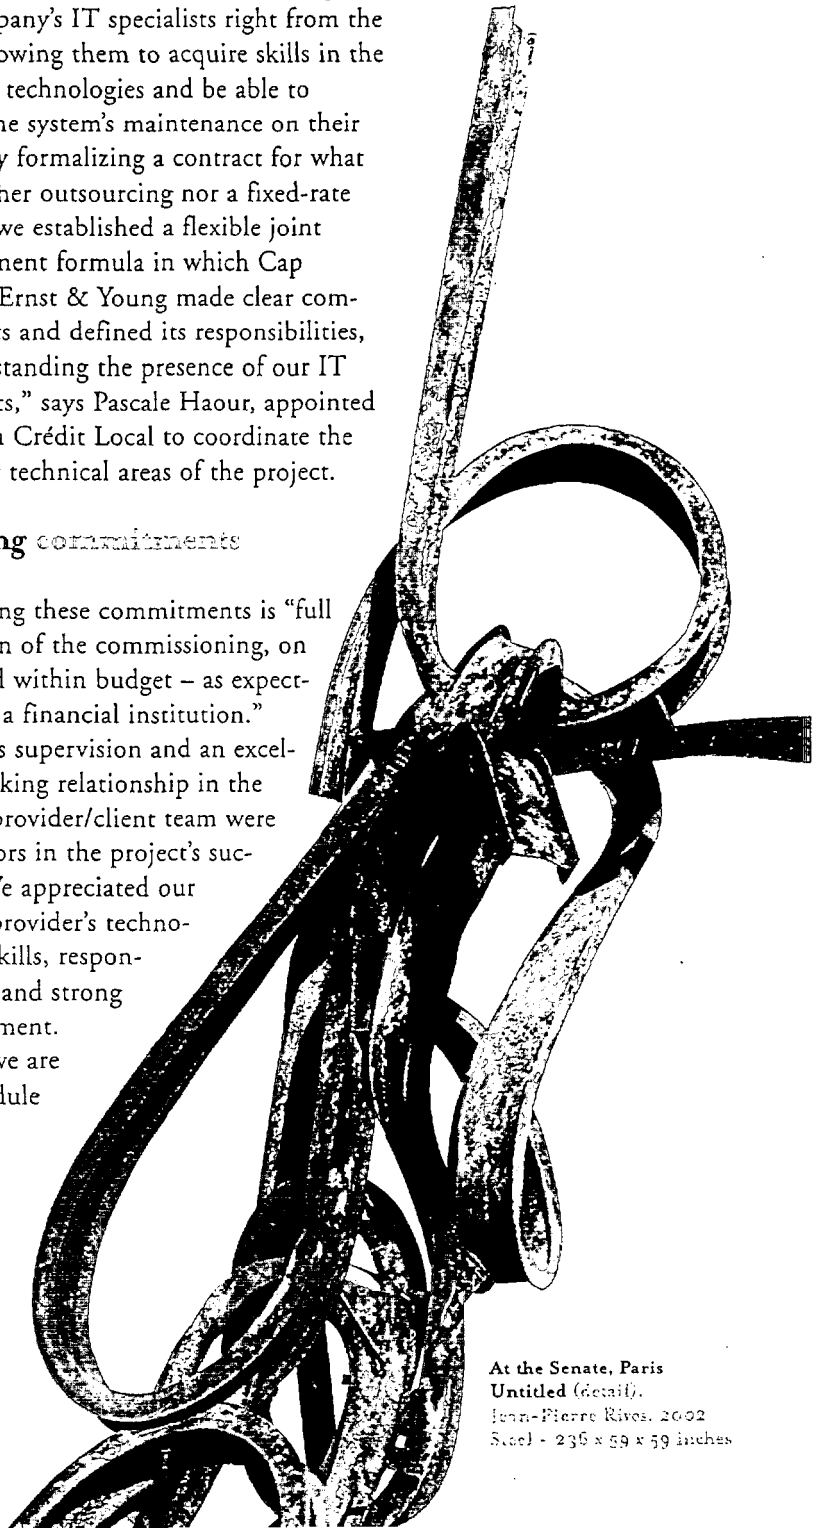 pany’s IT specialists right from the
owing them to acquire skills in the
technologies and be able to
ne system’s maintenance on their
y formalizing a contract for what
her outsourcing nor a fixed-rate
we established a flexible joint
nent formula in which Cap
Ernst & Young made clear com-
s and defined its responsibilities,
standing the presence of our IT
ts,” says Pascale Haour, appointed
a Crédit Local to coordinate the
technical areas of the project.
ng commitments
ng these commitments is “full
n of the commissioning, on
d within budget – as expect-
a financial institution.”
s supervision and an excel-
king relationship in the
provider/client team were
ors in the project’s suc-
e appreciated our
provider’s techno-
kills, respon-
and strong
ment.
we are
dule
At the Senate, Paris
Untitled (detail).
Jean-Pierre Rives. 2002
Steel - 236 x 59 x 59 inches